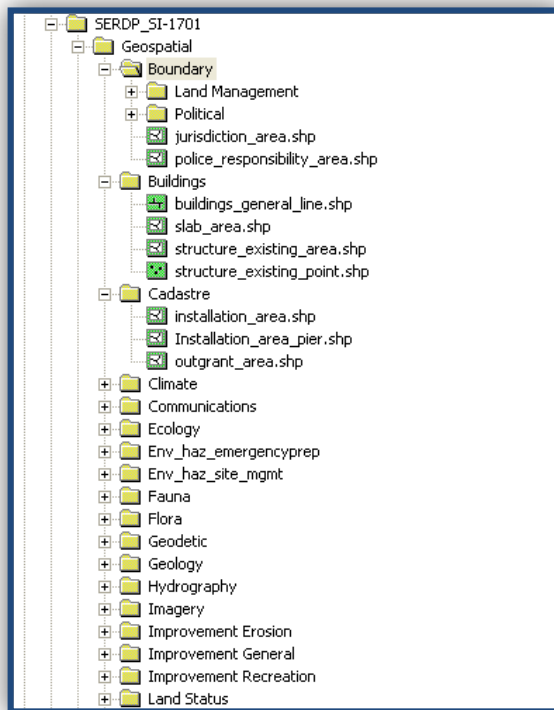 SERDP_SI-1701
Geospatial
Boundary
Land Management
Political
jurisdiction_area.shp
police_responsibility_area.shp
Buildings
buildings_general_line.shp
slab_area.shp
structure_existing_area.shp
structure_existing_point.shp
Cadastre
installation_area.shp
Installation_area_pier.shp
outgrant_area.shp
Climate
Communications
Ecology
Env_haz_emergencyprep
Env_haz_site_mgmt
Fauna
Flora
Geodetic
Geology
Hydrography
Imagery
Improvement Erosion
Improvement General
Improvement Recreation
Land Status